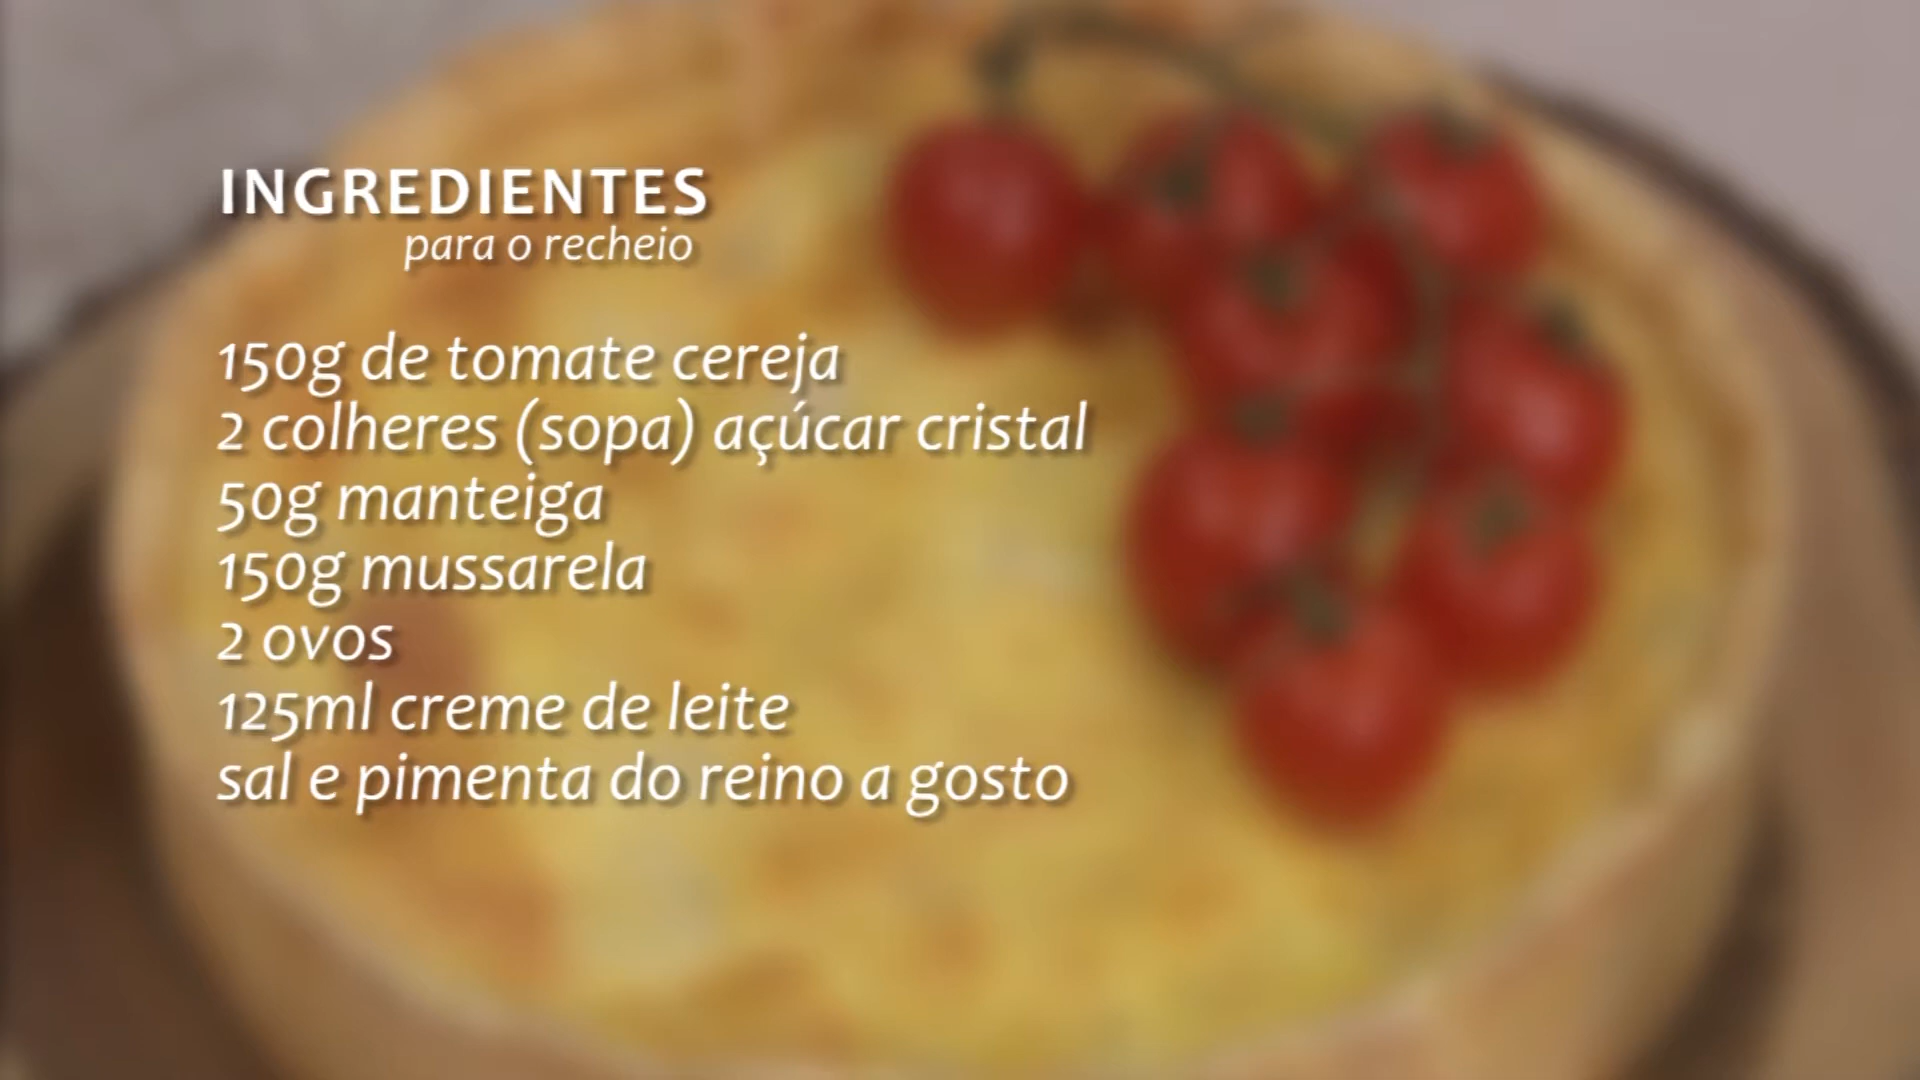 INGREDIENTES
para o recheio
150g de tomate cereja
2 colheres (sopa) açúcar cristal
50g manteiga
150g mussarela
2 ovos
125ml creme de leite
sal e pimenta do reino a gosto